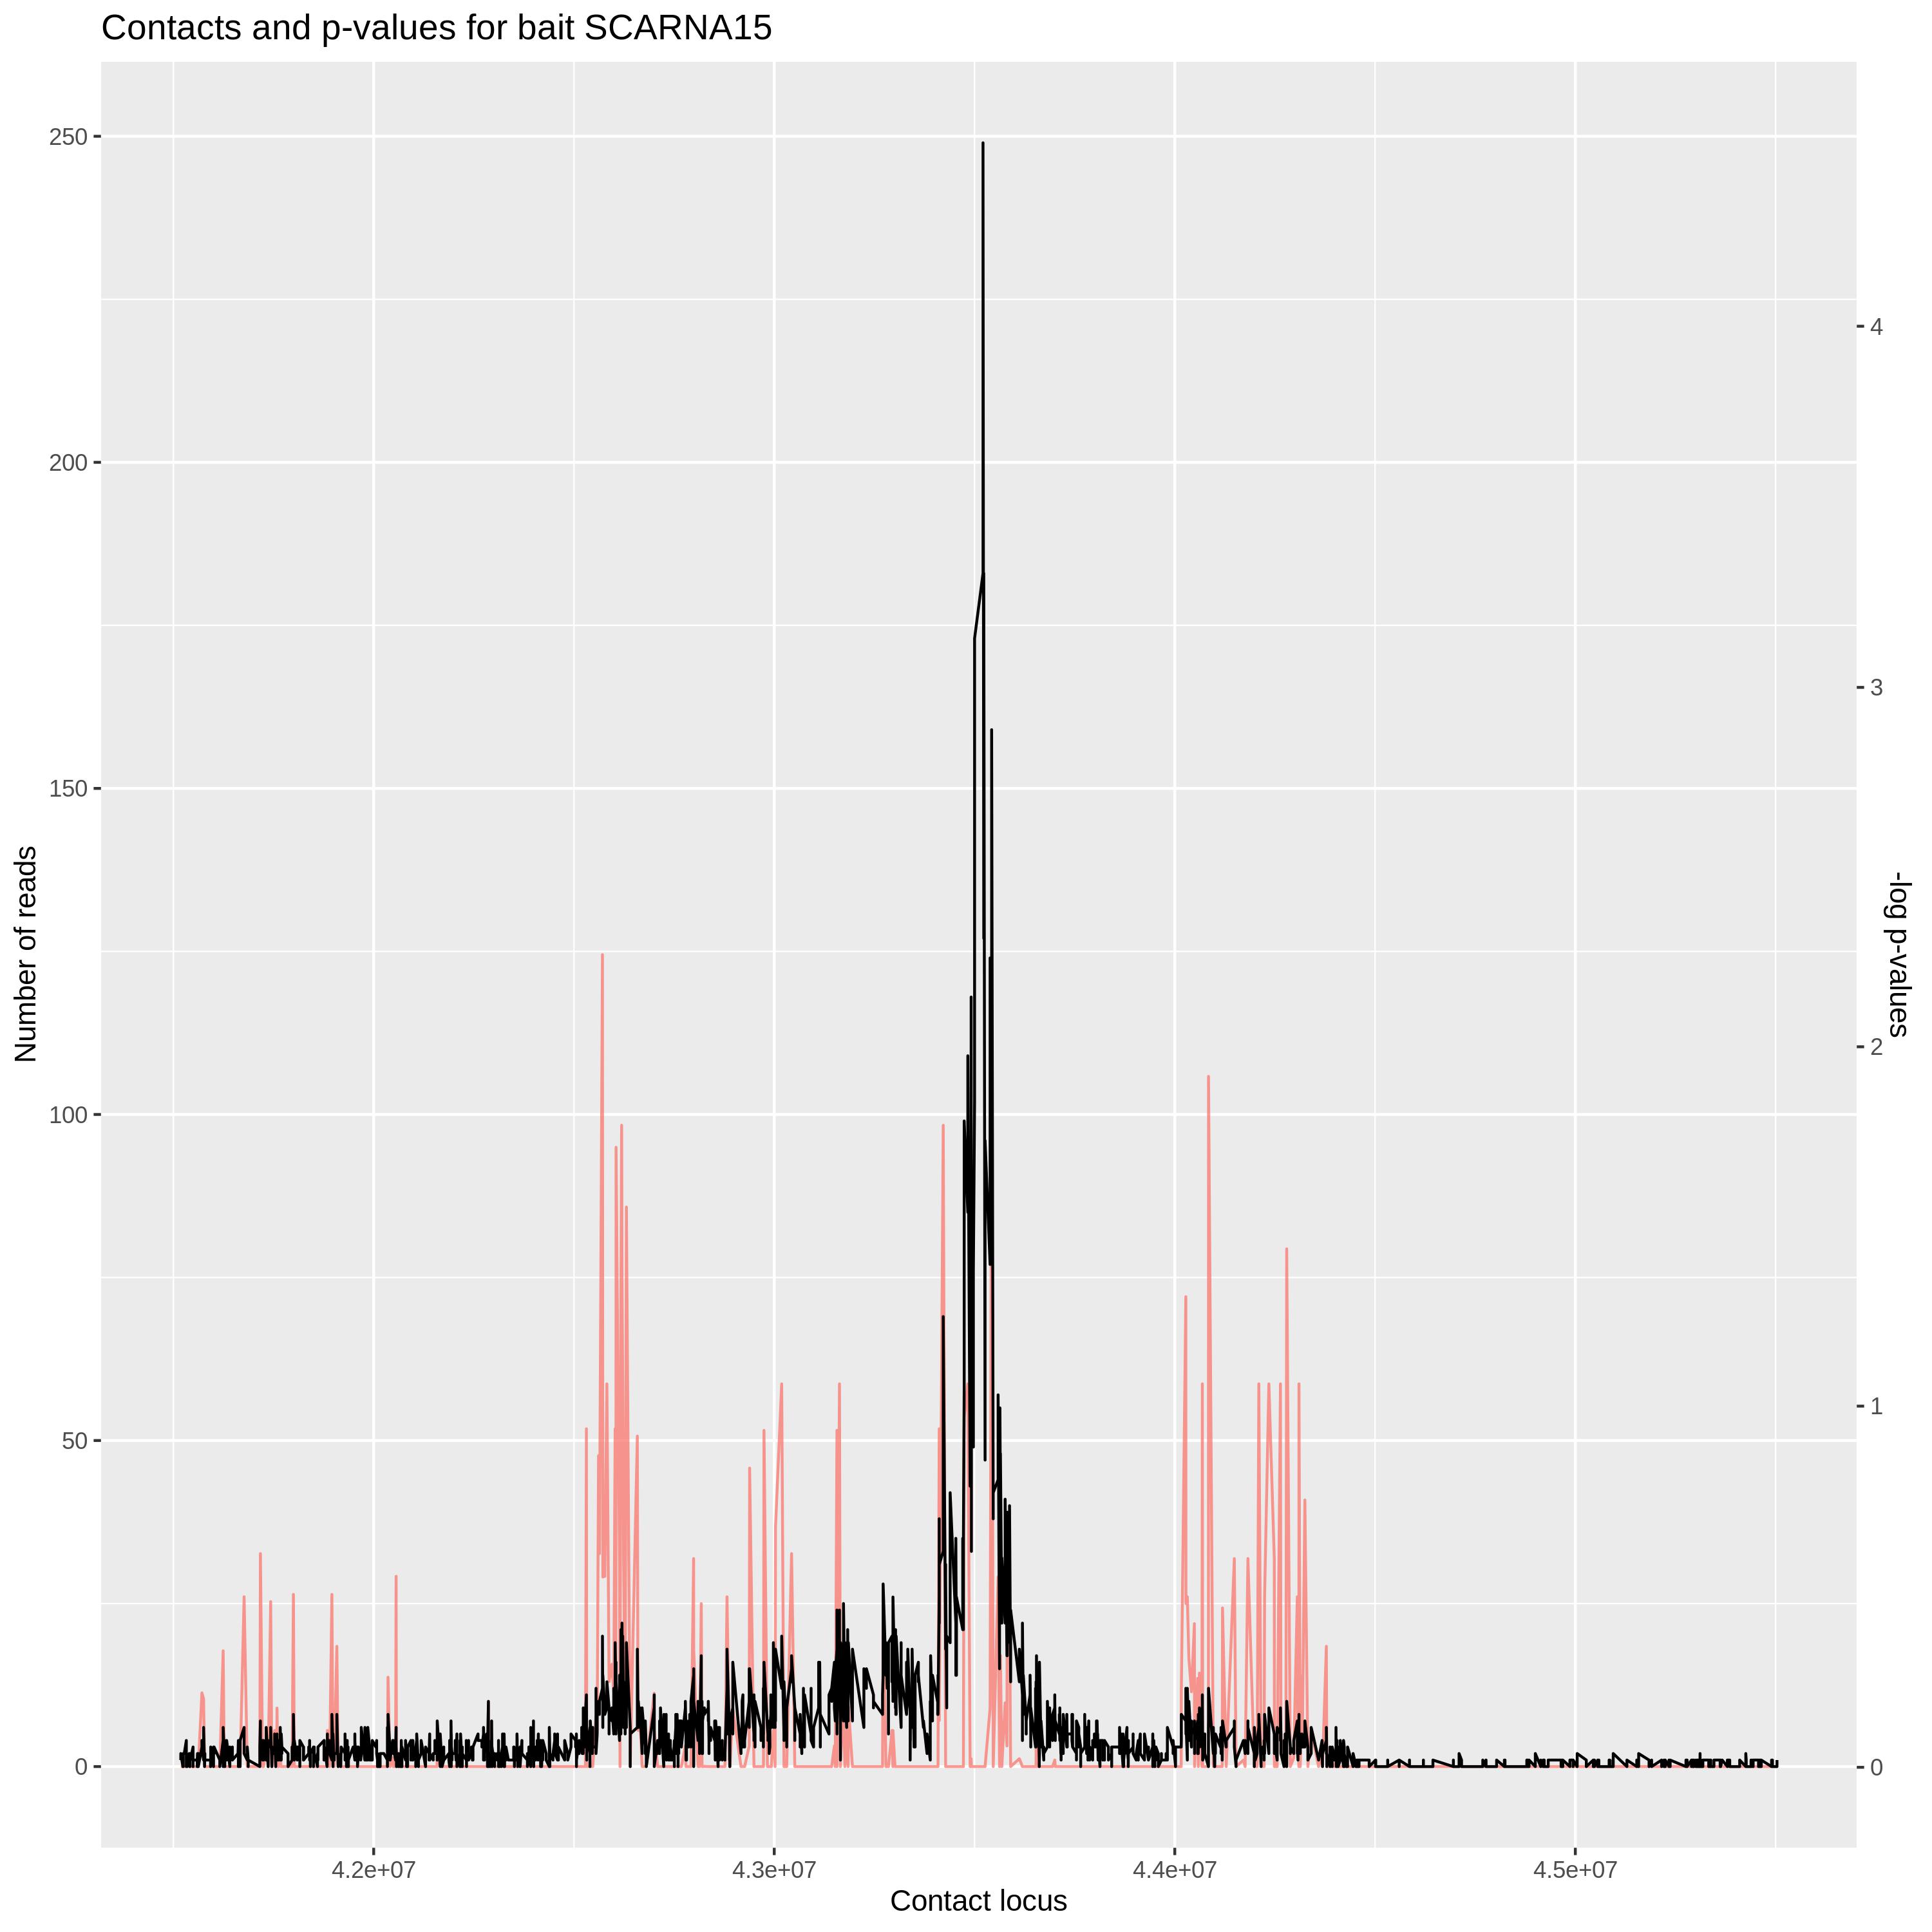 Contacts and p-values for bait SCARNA15
250
200
150
100
50
0
Number of reads
4
3
2
1
0
-log p-values
4.2e+07
4.3e+07
4.4e+07
4.5e+07
Contact locus